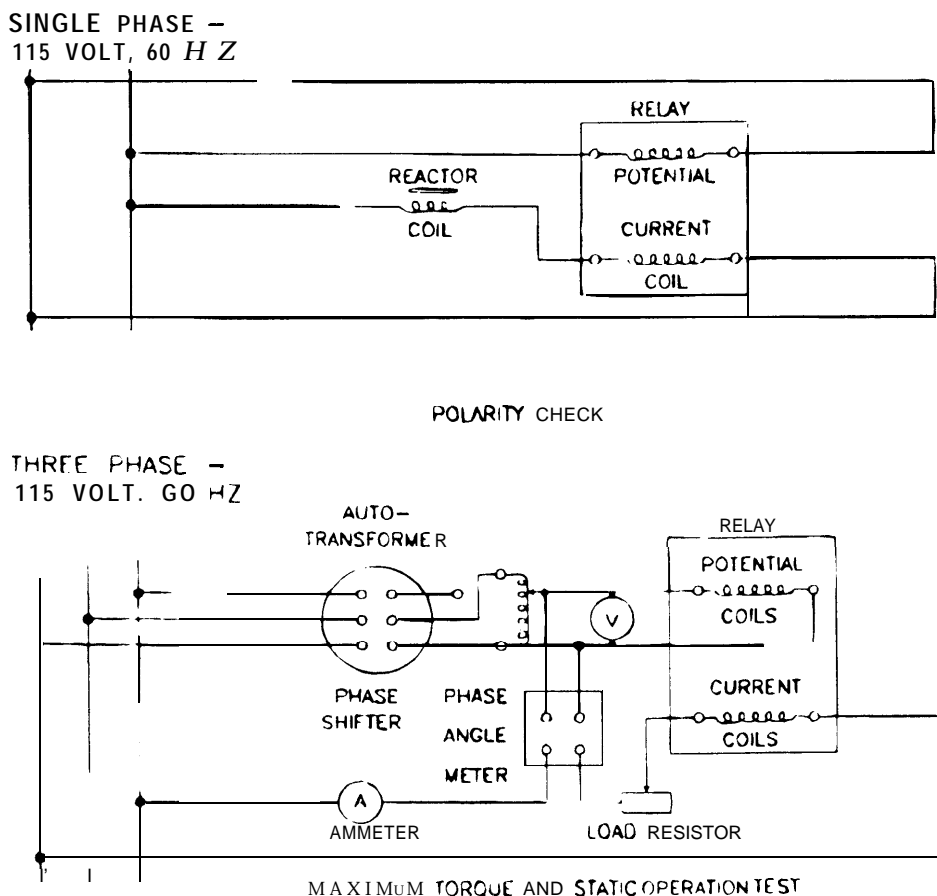 SINGLE PHASE –
115 VOLT, 60 H Z
RELAY
REACTOR
POTENTIAL
COIL
CURRENT
COIL
POLARITY CHECK
THREE PHASE –
115 VOLT. GO HZ
AUTO-
TRANSFORMER
RELAY
POTENTIAL
COILS
V
PHASE
SHIFTER
PHASE
ANGLE
METER
CURRENT
COILS
A
AMMETER
LOAD RESISTOR
MAXIMuM TORQUE AND STATIC OPERATION TEST